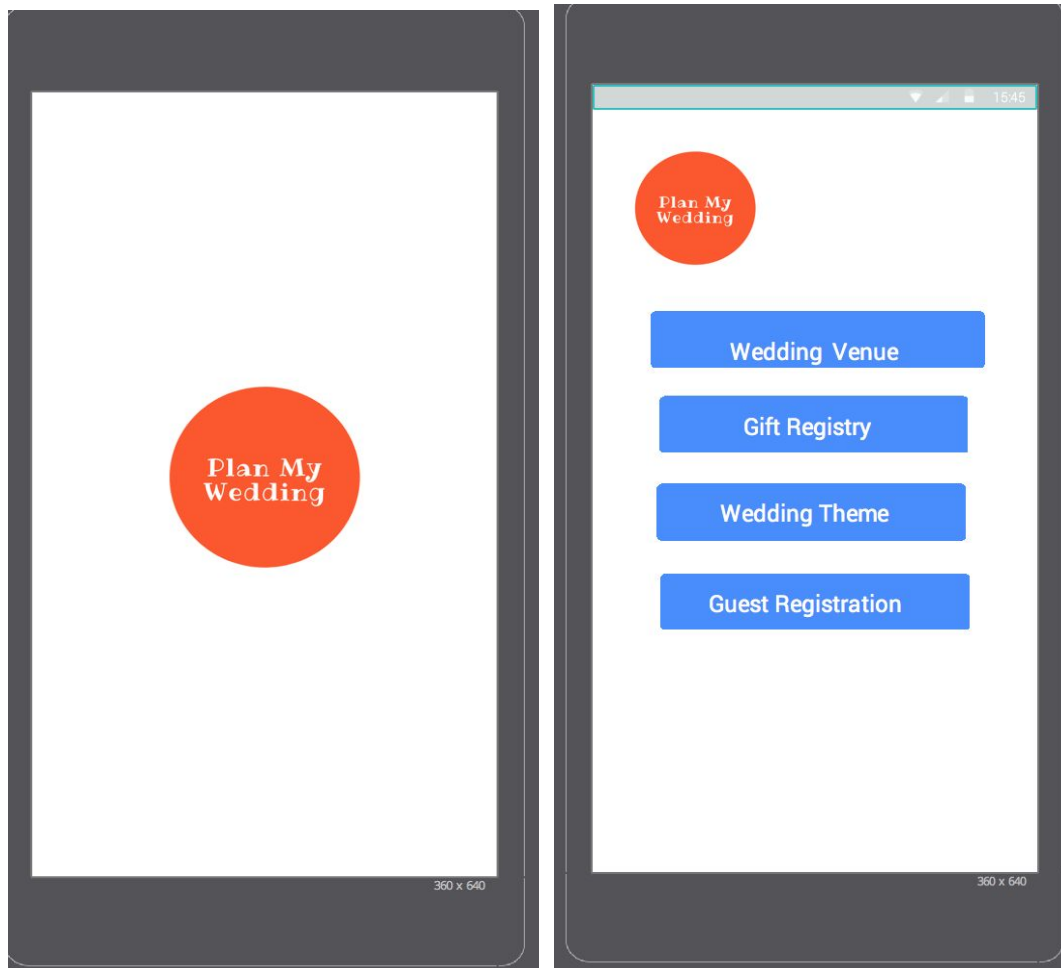 Plan My
Wedding
360 x 640
15:45
Plan My
Wedding
Wedding Venue
Gift Registry
Wedding Theme
Guest Registration
360 x 640